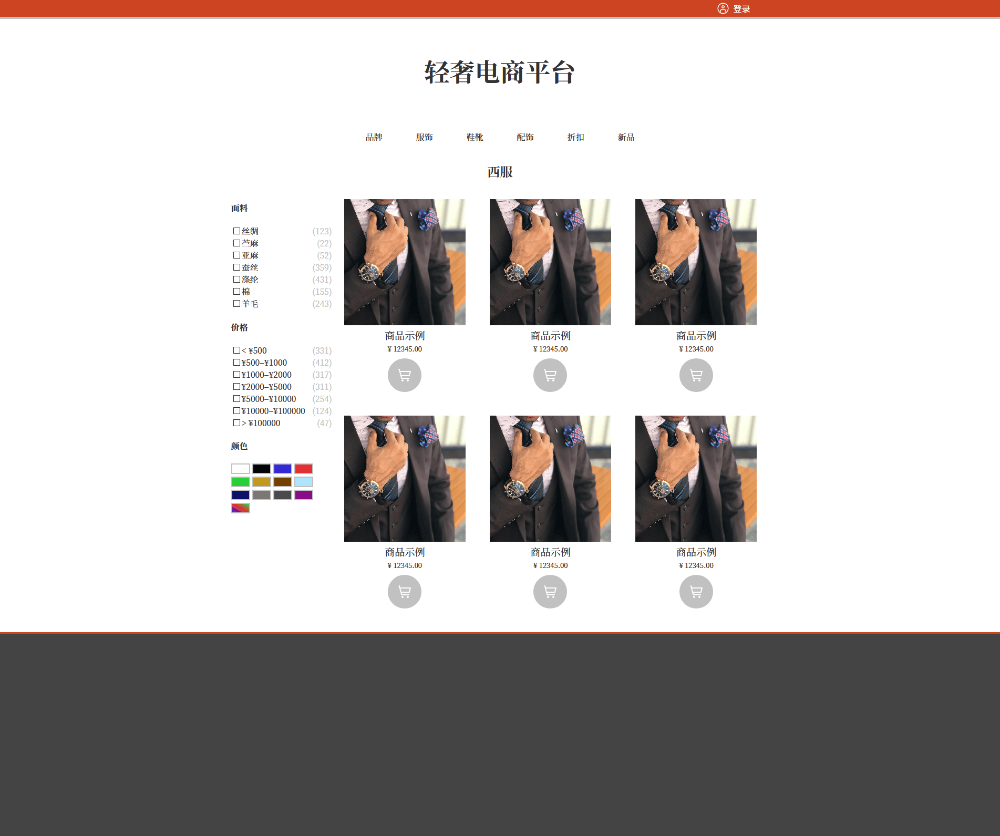 登录
轻奢电商平台
品牌 服饰 鞋靴 配饰 折扣 新品
西服
面料
丝绸 (123)
苎麻 (22)
亚麻 (52)
蚕丝 (359)
涤纶 (431)
棉 (155)
羊毛 (243)
价格
< ¥500 (331)
¥500–¥1000 (412)
¥1000–¥2000 (317)
¥2000–¥5000 (311)
¥5000–¥10000 (254)
¥10000–¥100000 (124)
> ¥100000 (47)
颜色
商品示例 商品示例 商品示例
¥ 12345.00 ¥ 12345.00 ¥ 12345.00
商品示例 商品示例 商品示例
¥ 12345.00 ¥ 12345.00 ¥ 12345.00